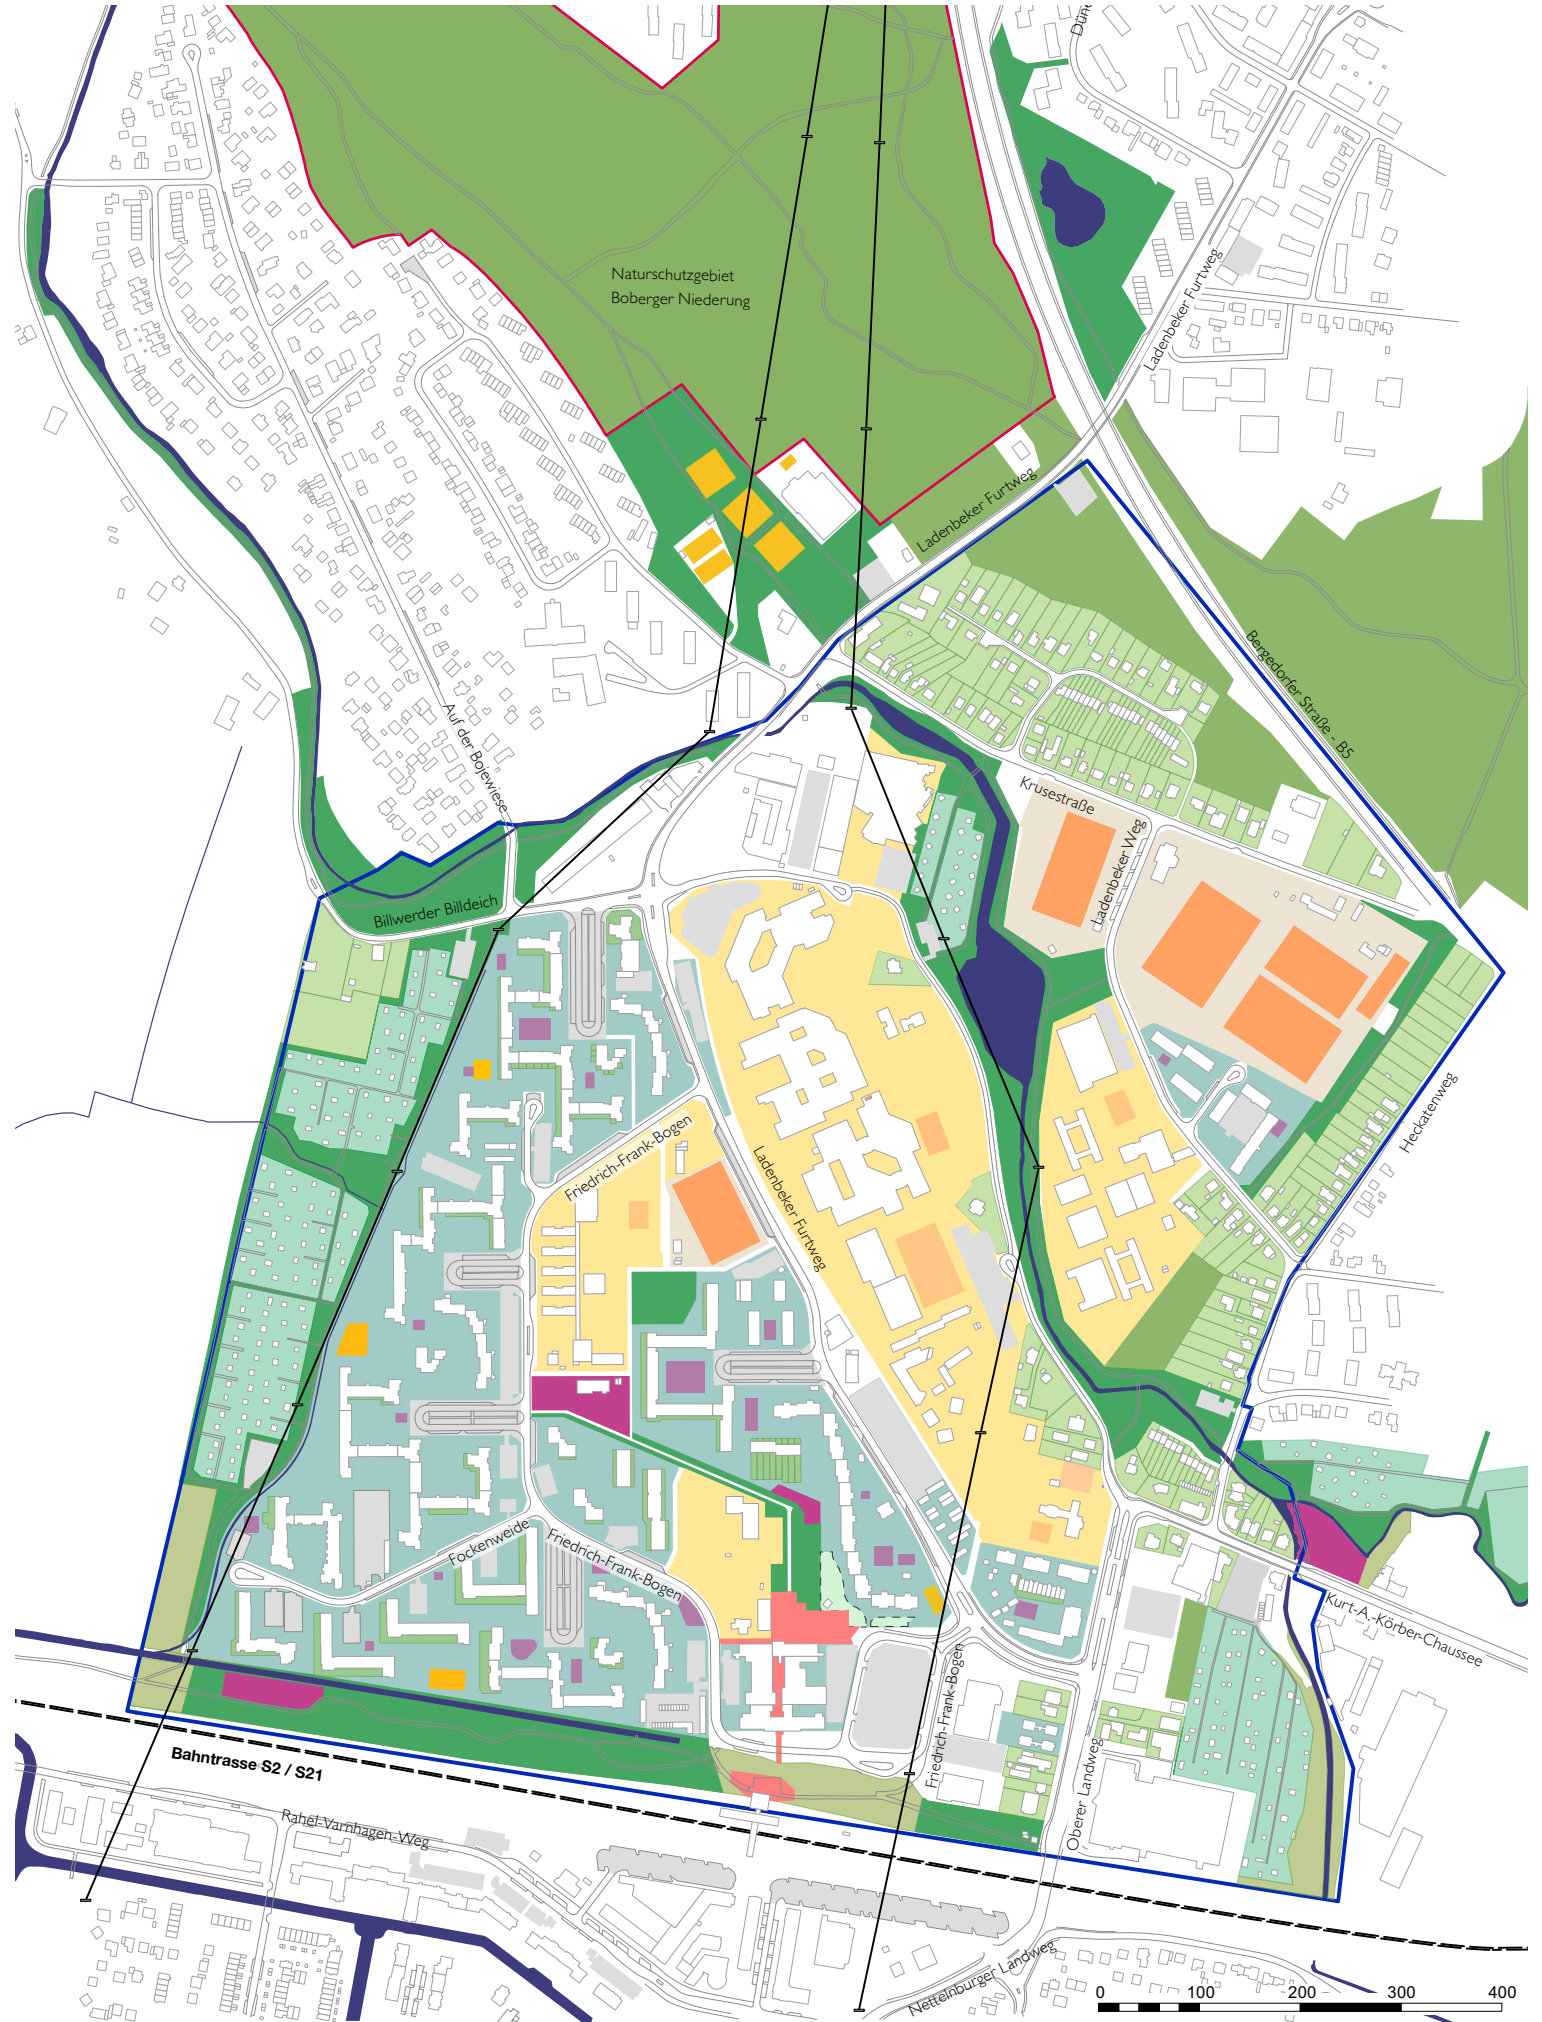 Düne
Ladenbeker Furtweg
Naturschutzgebiet
Boberger Niederung
Ladenbeker Furtweg
Bergedorfer Straße - B5
Auf der Bojewiese
Krusestraße
Ladenbeker Weg
Billwerder Billdeich
Heckatenweg
Friedrich-Frank-Bogen
Ladenbeker Furtweg
Fockenweide
Friedrich-Frank-Bogen
Kurt-A.-Körber-Chaussee
Friedrich-Frank-Bogen
Oberer Landweg
Bahntrasse S2 / S21
Rahel-Varnhagen-Weg
Nettelnburger Landweg
0 100 200 300 400